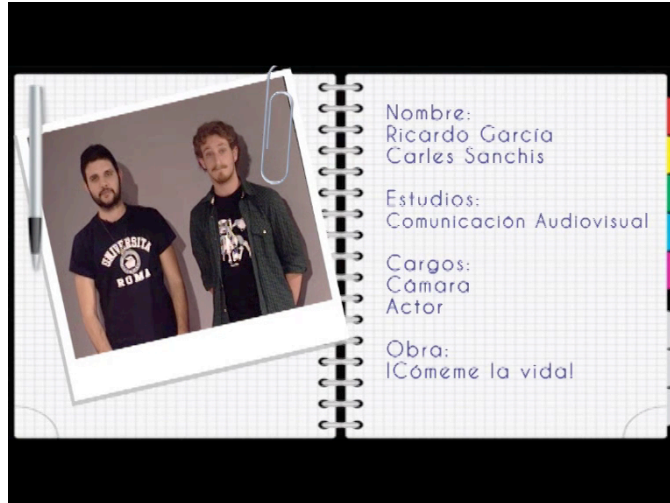 UNIVERSITA
ROMA
Nombre:
Ricardo García
Carles Sanchis
Estudios:
Comunicación Audiovisual
Cargos:
Cámara
Actor
Obra:
¡Cómeme la vida!